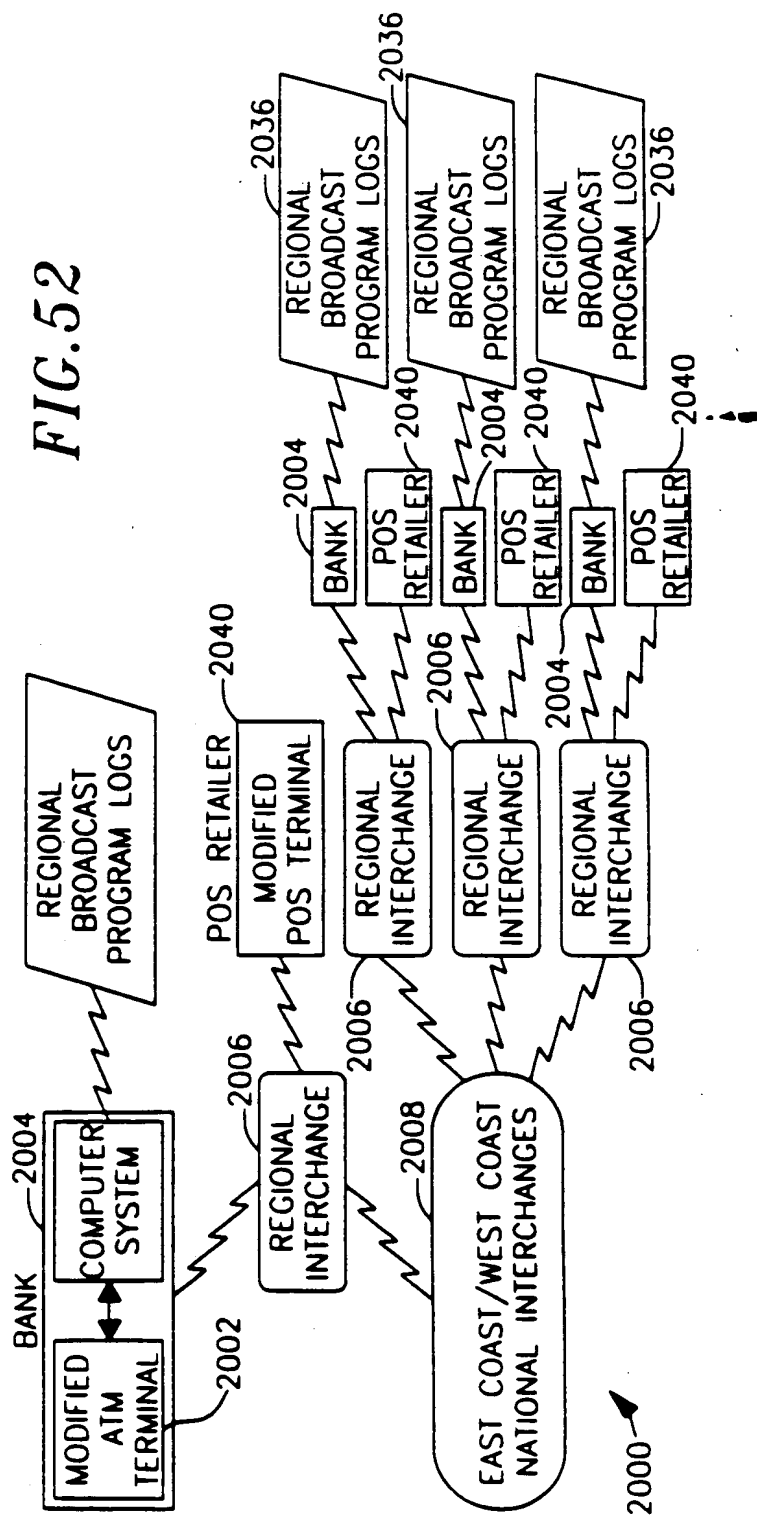 FIG.52
BANK
2004
MODIFIED
ATM
TERMINAL
COMPUTER
SYSTEM
2002
REGIONAL
BROADCAST
PROGRAM LOGS
REGIONAL
INTERCHANGE
2006
POS RETAILER
MODIFIED
POS TERMINAL
2040
EAST COAST/WEST COAST
NATIONAL INTERCHANGES
2008
2000
REGIONAL
INTERCHANGE
2006
REGIONAL
INTERCHANGE
2006
REGIONAL
INTERCHANGE
2006
BANK
2004
POS
RETAILER
2040
BANK
2004
POS
RETAILER
2040
BANK
2004
POS
RETAILER
2040
REGIONAL
BROADCAST
PROGRAM LOGS
2036
REGIONAL
BROADCAST
PROGRAM LOGS
2036
REGIONAL
BROADCAST
PROGRAM LOGS
2036